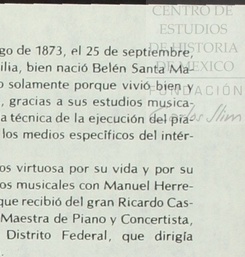 CENTRO DE
ESTUDIOS
DE HISTORIA
DE MEXICO
FUNDACIÓN
Carlos Slim
go de 1873, el 25 de septiembre,
ilia, bien nació Belén Santa Ma-
o solamente porque vivió bien y
, gracias a sus estudios musica-
a técnica de la ejecución del pia-
los medios específicos del intér-
os virtuosa por su vida y por su
os musicales con Manuel Herre-
que recibió del gran Ricardo Cas-
Maestra de Piano y Concertista,
Distrito Federal, que dirigía